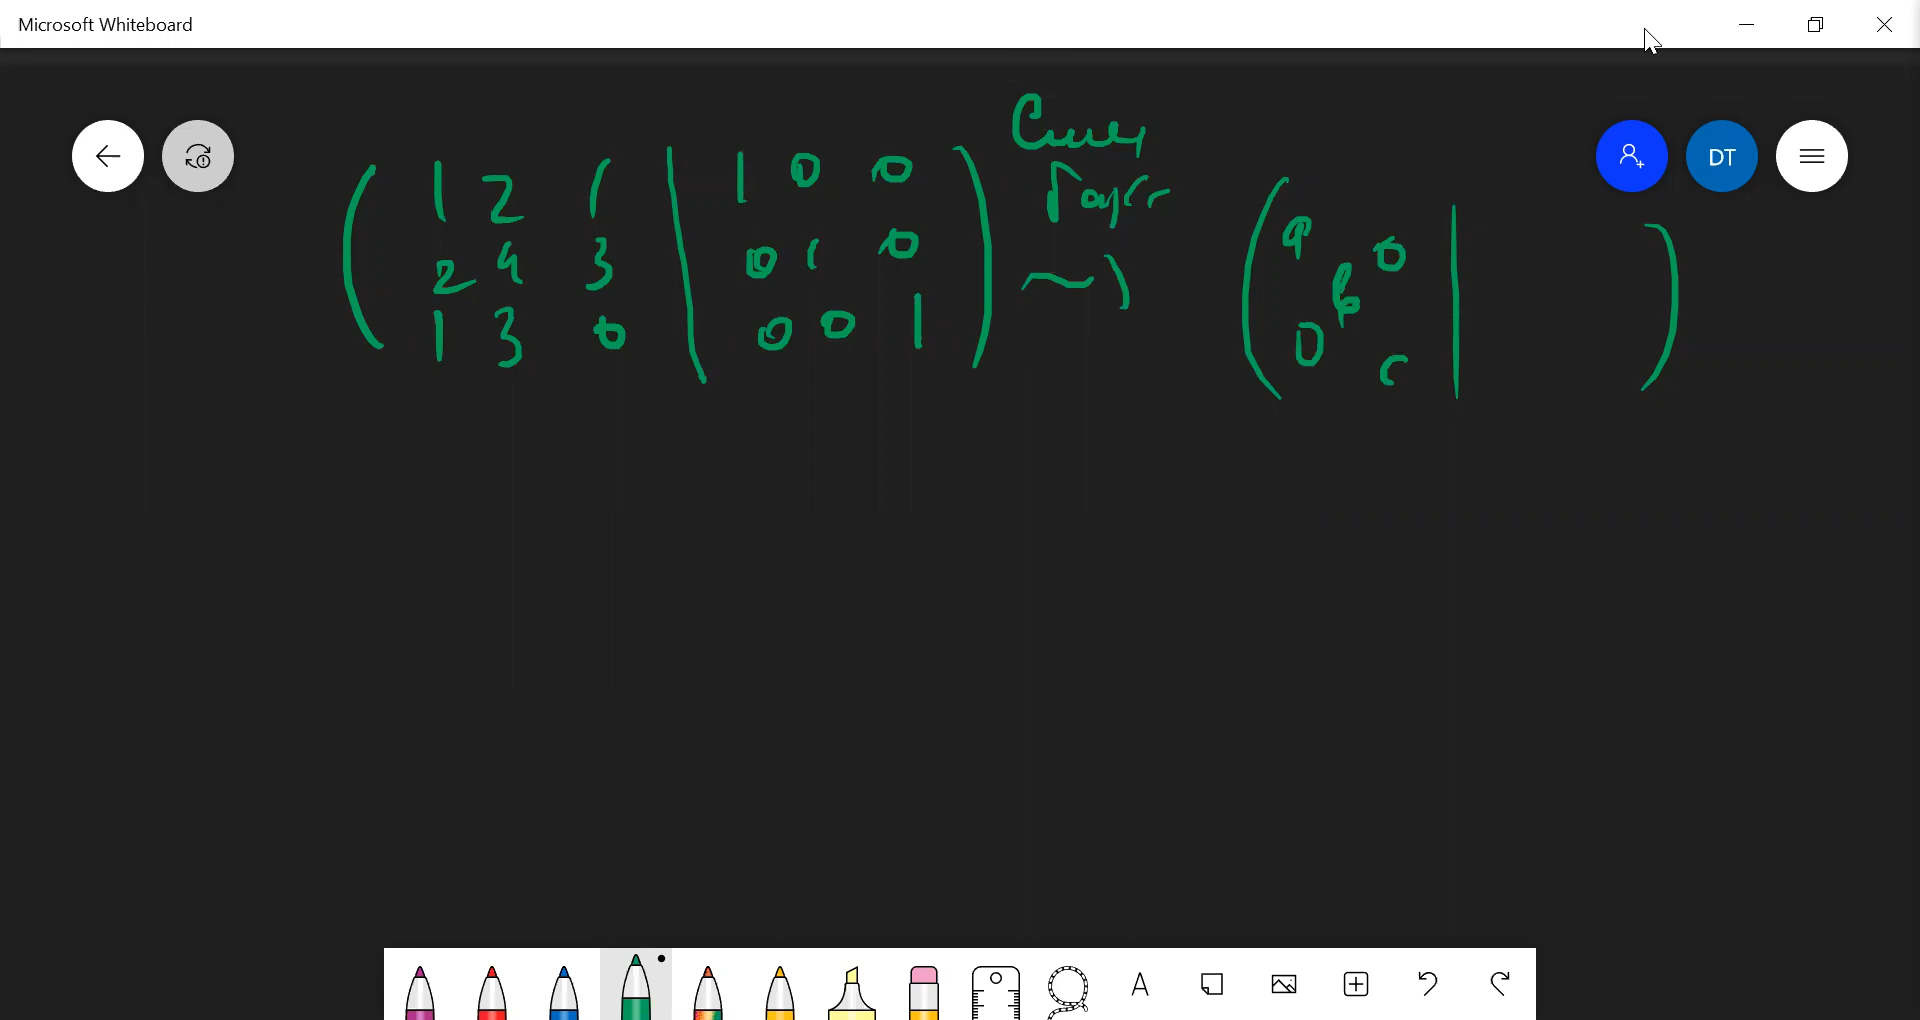 Microsoft Whiteboard
DT
1 2 1 | 1 0 0
2 4 3 | 0 1 0
1 3 0 | 0 0 1
a 0
b
0 c
A